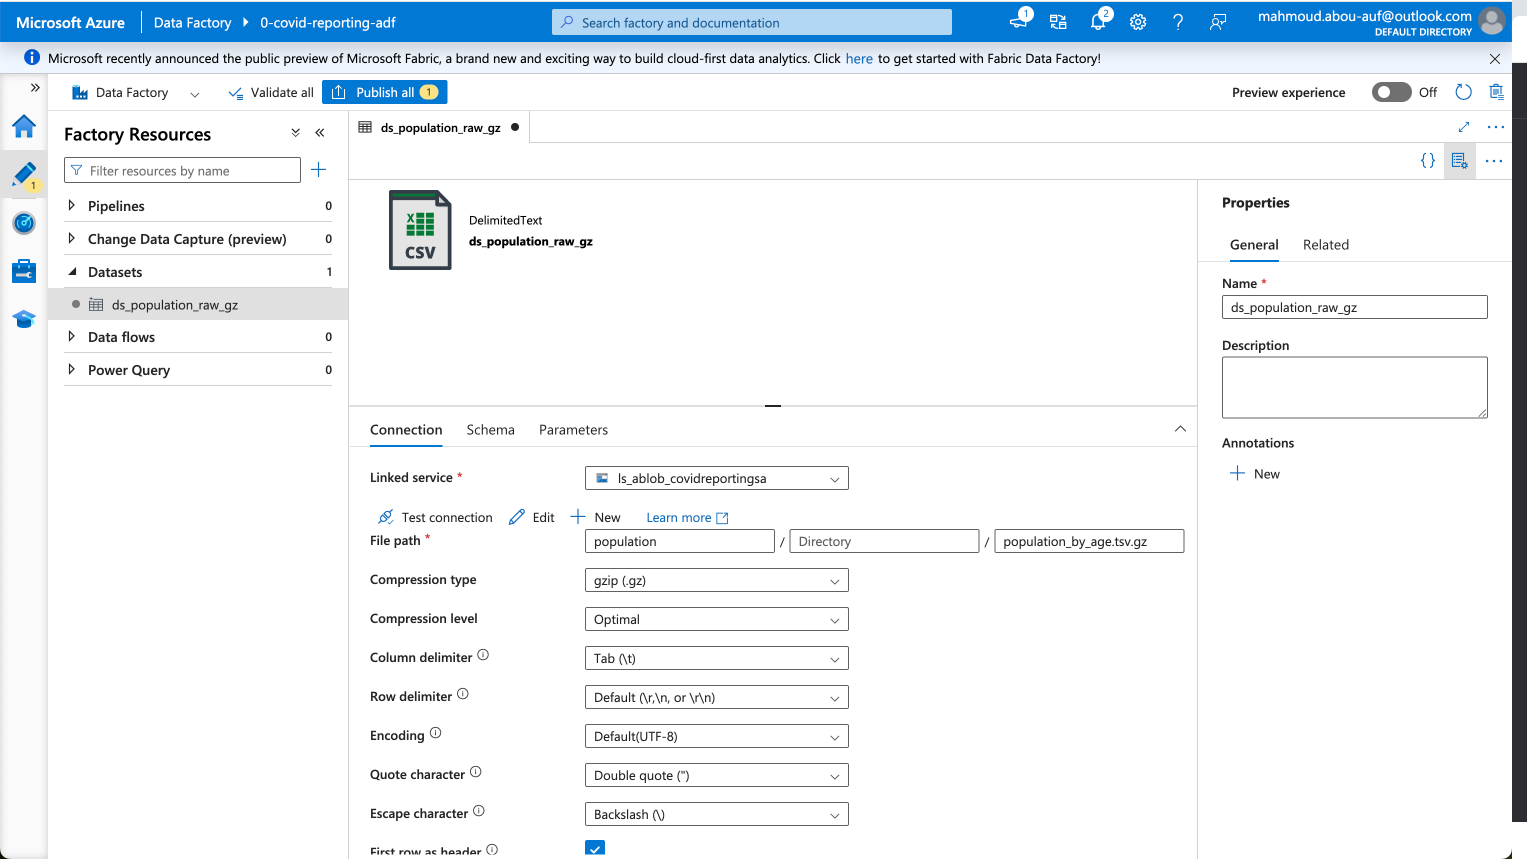 Microsoft Azure
Data Factory
0-covid-reporting-adf
Search factory and documentation
1
2
mahmoud.abou-auf@outlook.com
DEFAULT DIRECTORY
Microsoft recently announced the public preview of Microsoft Fabric, a brand new and exciting way to build cloud-first data analytics. Click here to get started with Fabric Data Factory!
Data Factory
Validate all
Publish all 1
Preview experience
Off
1
Factory Resources
Filter resources by name
Pipelines 0
Change Data Capture (preview) 0
Datasets 1
ds_population_raw_gz
Data flows 0
Power Query 0
ds_population_raw_gz
CSV
DelimitedText
ds_population_raw_gz
Connection
Schema
Parameters
Linked service *
ls_ablob_covidreportingsa
Test connection
Edit
New
Learn more
File path *
population / Directory / population_by_age.tsv.gz
Compression type
gzip (.gz)
Compression level
Optimal
Column delimiter
Tab (\t)
Row delimiter
Default (\r,\n, or \r\n)
Encoding
Default(UTF-8)
Quote character
Double quote (")
Escape character
Backslash (\)
First row as header
Properties
General
Related
Name *
ds_population_raw_gz
Description
Annotations
New